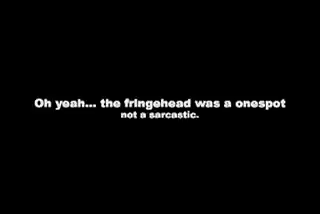 Oh yeah... the fringehead was a onespot
not a sarcastic.